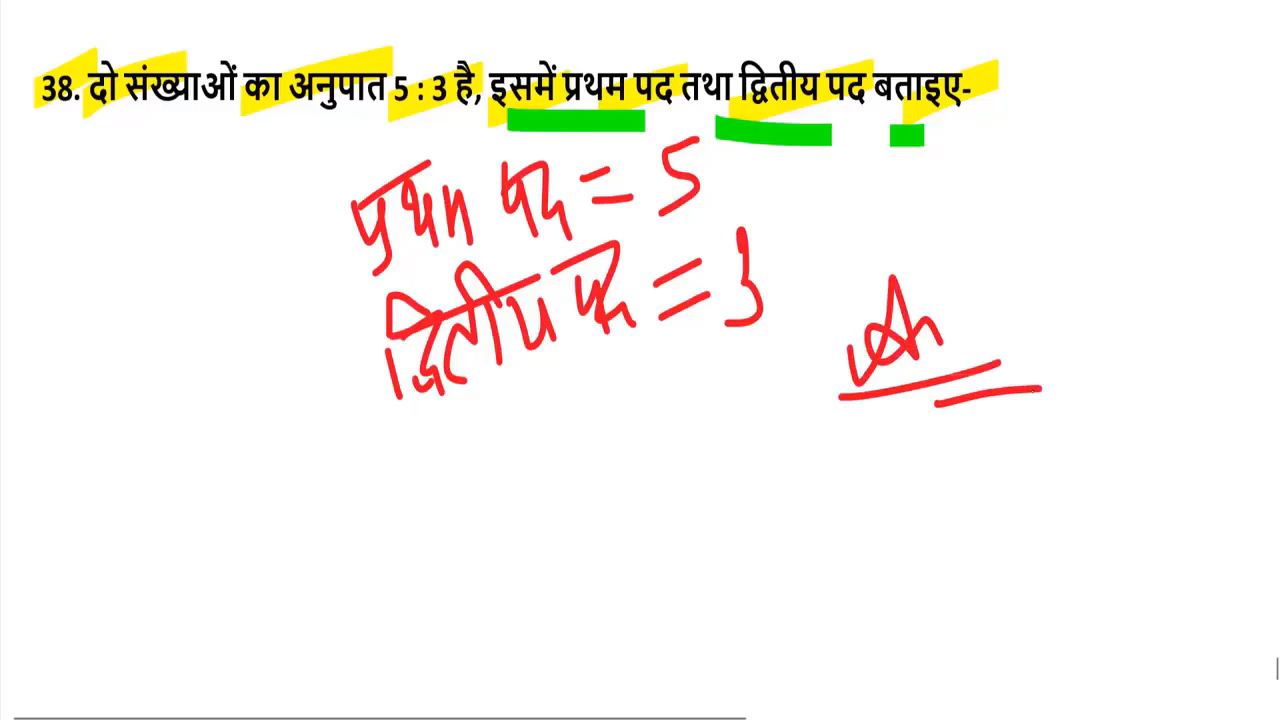 38. दो संख्याओं का अनुपात 5 : 3 है, इसमें प्रथम पद तथा द्वितीय पद बताइए-
प्रथम पद = 5
द्वितीय पद = 3